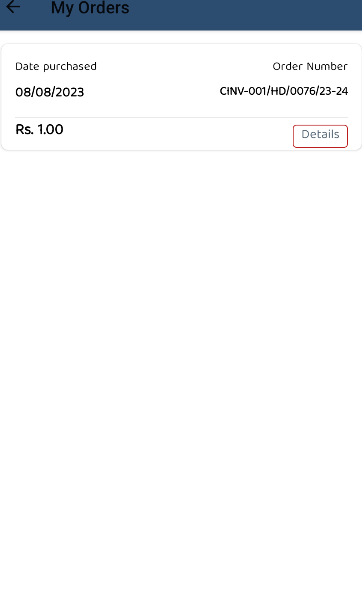 My Orders
Date purchased Order Number
08/08/2023 CINV-001/HD/0076/23-24
Rs. 1.00 Details